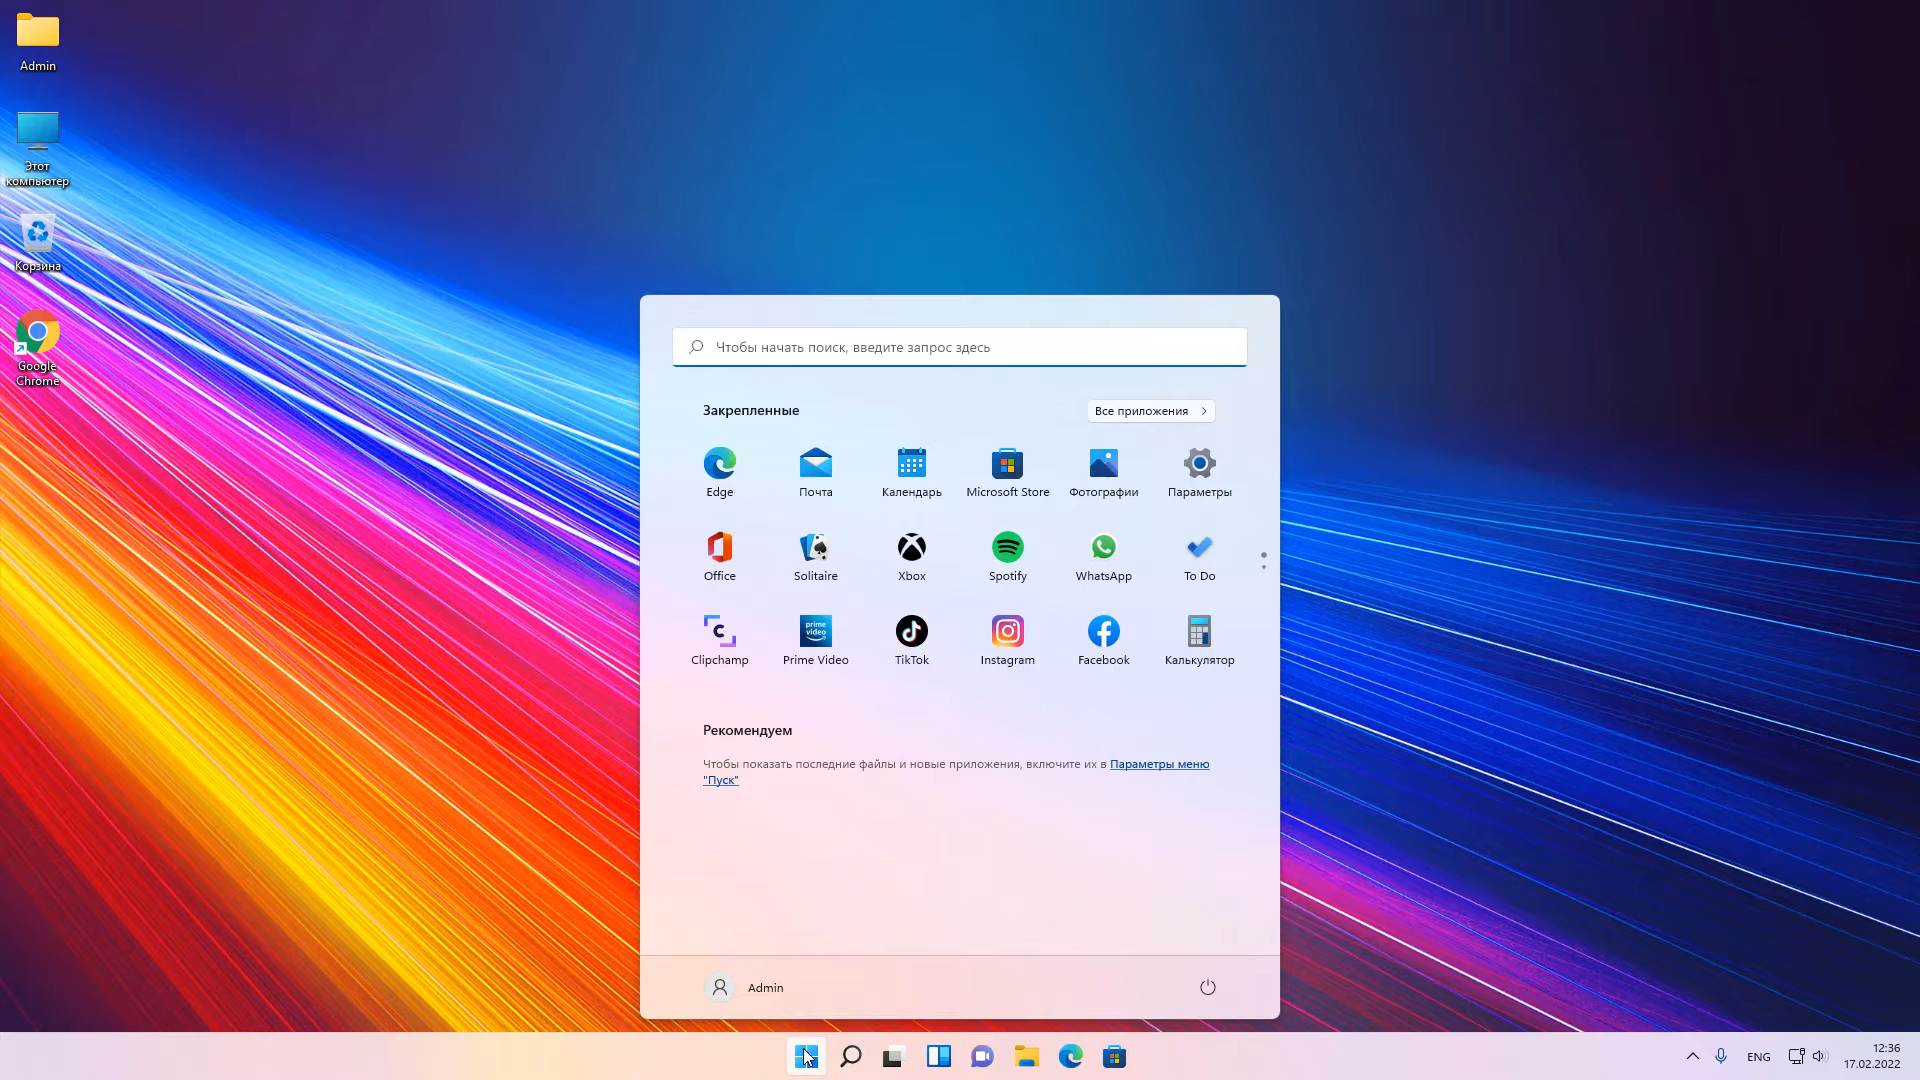 Admin
Этот
компьютер
Корзина
Google
Chrome
Чтобы начать поиск, введите запрос здесь
Закрепленные
Все приложения
Edge
Почта
Календарь
Microsoft Store
Фотографии
Параметры
Office
Solitaire
Xbox
Spotify
WhatsApp
To Do
prime
video
Clipchamp
Prime Video
TikTok
Instagram
Facebook
Калькулятор
Рекомендуем
Чтобы показать последние файлы и новые приложения, включите их в Параметры меню
"Пуск"
Admin
ENG
12:36
17.02.2022